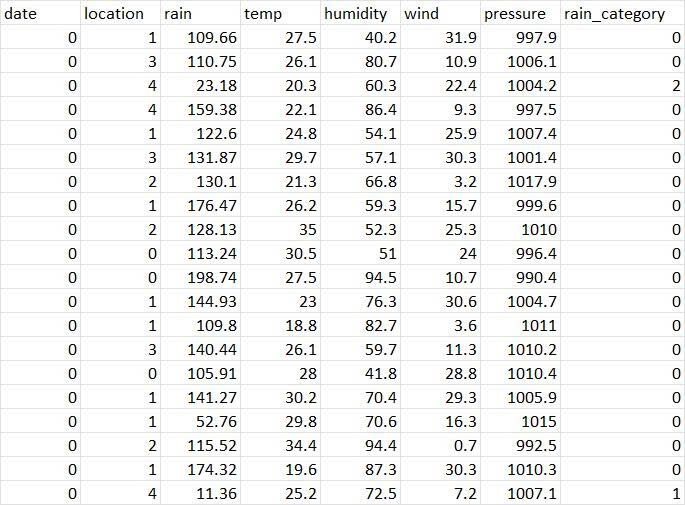 date location rain temp humidity wind pressure rain_category
0 1 109.66 27.5 40.2 31.9 997.9 0
0 3 110.75 26.1 80.7 10.9 1006.1 0
0 4 23.18 20.3 60.3 22.4 1004.2 2
0 4 159.38 22.1 86.4 9.3 997.5 0
0 1 122.6 24.8 54.1 25.9 1007.4 0
0 3 131.87 29.7 57.1 30.3 1001.4 0
0 2 130.1 21.3 66.8 3.2 1017.9 0
0 1 176.47 26.2 59.3 15.7 999.6 0
0 2 128.13 35 52.3 25.3 1010 0
0 0 113.24 30.5 51 24 996.4 0
0 0 198.74 27.5 94.5 10.7 990.4 0
0 1 144.93 23 76.3 30.6 1004.7 0
0 1 109.8 18.8 82.7 3.6 1011 0
0 3 140.44 26.1 59.7 11.3 1010.2 0
0 0 105.91 28 41.8 28.8 1010.4 0
0 1 141.27 30.2 70.4 29.3 1005.9 0
0 1 52.76 29.8 70.6 16.3 1015 0
0 2 115.52 34.4 94.4 0.7 992.5 0
0 1 174.32 19.6 87.3 30.3 1010.3 0
0 4 11.36 25.2 72.5 7.2 1007.1 1